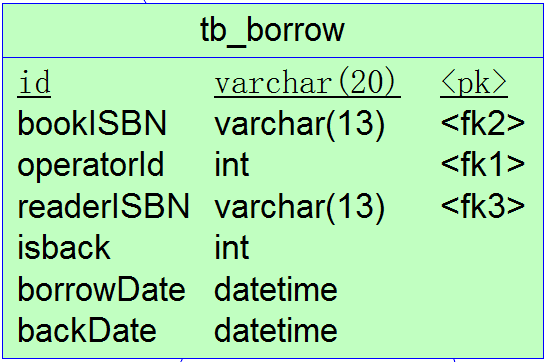 tb_borrow
id varchar(20) <pk>
bookISBN varchar(13) <fk2>
operatorId int <fk1>
readerISBN varchar(13) <fk3>
isback int
borrowDate datetime
backDate datetime